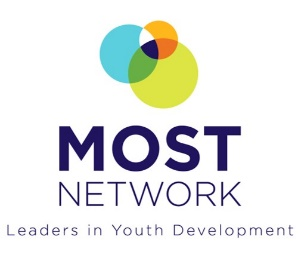 MOST
NETWORK
Leaders in Youth Development